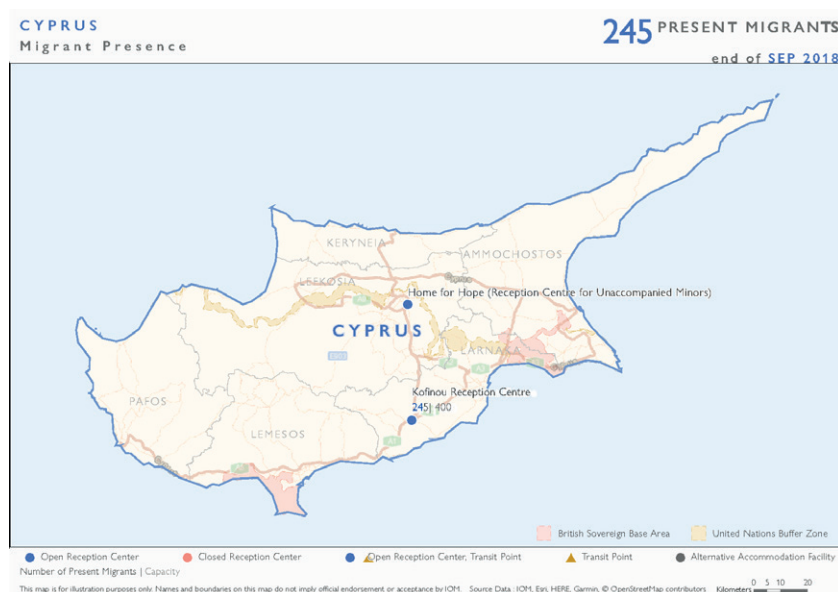 CYPRUS
Migrant Presence
245 PRESENT MIGRANTS
end of SEP 2018
KERYNEIA
AMMOCHOSTOS
LEFKOSIA
Home for Hope (Reception Centre for Unaccompanied Minors)
CYPRUS
LARNAKA
Kofinou Reception Centre
245| 400
PAFOS
LEMESOS
British Sovereign Base Area
United Nations Buffer Zone
Open Reception Center
Closed Reception Center
Open Reception Center, Transit Point
Transit Point
Alternative Accommodation Facility
Number of Present Migrants | Capacity
This map is for illustration purposes only. Names and boundaries on this map do not imply official endorsement or acceptance by IOM. Source Data : IOM, Esri, HERE, Garmin, © OpenStreetMap contributors
Kilometers
0 5 10 20